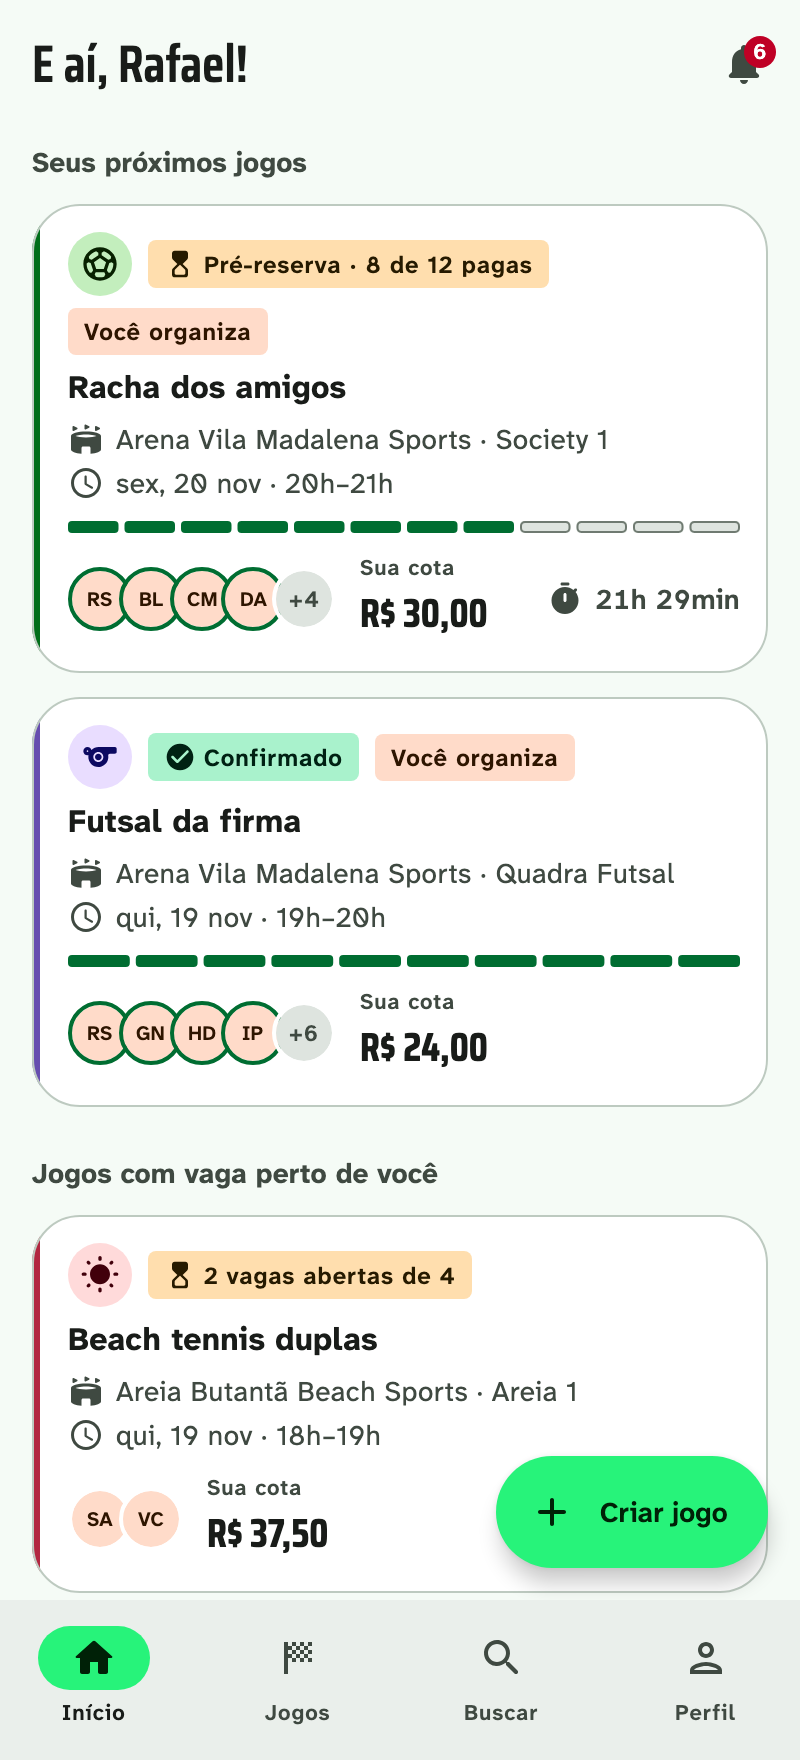 E aí, Rafael!
6
Seus próximos jogos
Pré-reserva · 8 de 12 pagas
Você organiza
Racha dos amigos
Arena Vila Madalena Sports · Society 1
sex, 20 nov · 20h–21h
RS BL CM DA +4
Sua cota
R$ 30,00
21h 29min
Confirmado
Você organiza
Futsal da firma
Arena Vila Madalena Sports · Quadra Futsal
qui, 19 nov · 19h–20h
RS GN HD IP +6
Sua cota
R$ 24,00
Jogos com vaga perto de você
2 vagas abertas de 4
Beach tennis duplas
Areia Butantã Beach Sports · Areia 1
qui, 19 nov · 18h–19h
SA VC
Sua cota
R$ 37,50
Criar jogo
Início
Jogos
Buscar
Perfil